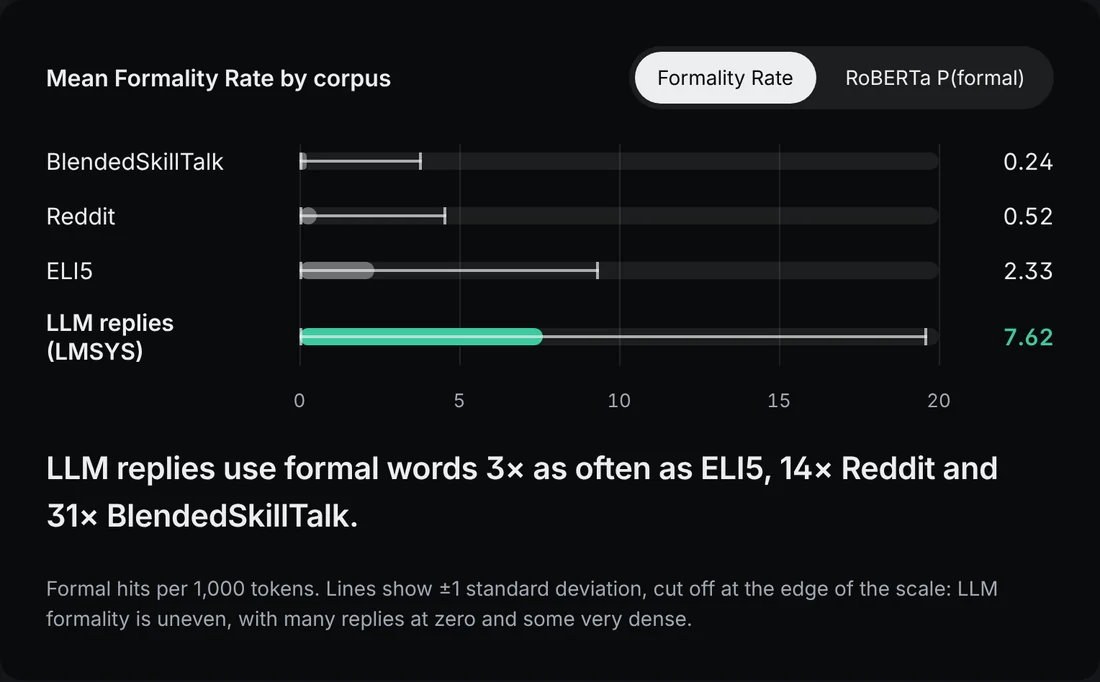 Mean Formality Rate by corpus
Formality Rate
RoBERTa P(formal)
BlendedSkillTalk
0.24
Reddit
0.52
ELI5
2.33
LLM replies
(LMSYS)
7.62
0 5 10 15 20
LLM replies use formal words 3× as often as ELI5, 14× Reddit and
31× BlendedSkillTalk.
Formal hits per 1,000 tokens. Lines show ±1 standard deviation, cut off at the edge of the scale: LLM
formality is uneven, with many replies at zero and some very dense.